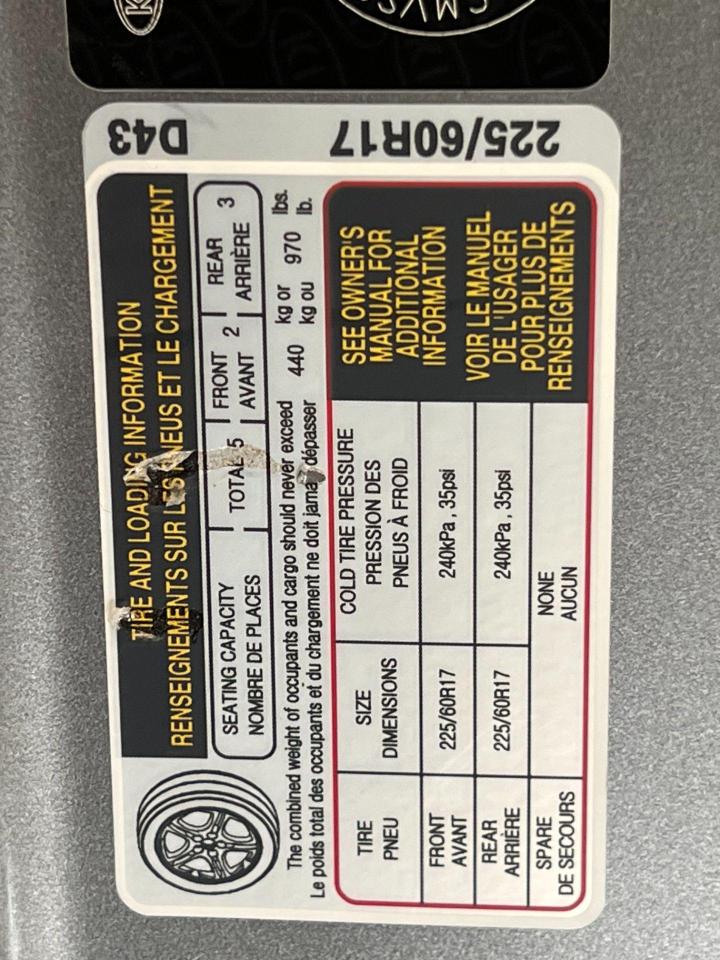 D43 225/60R17
TIRE AND LOADING INFORMATION
RENSEIGNEMENTS SUR LES PNEUS ET LE CHARGEMENT
SEATING CAPACITY
NOMBRE DE PLACES
TOTAL 5
FRONT
AVANT 2
REAR
ARRIÈRE 3
The combined weight of occupants and cargo should never exceed 440 kg or 970 lbs.
Le poids total des occupants et du chargement ne doit jamais dépasser kg ou lb.
TIRE
PNEU
SIZE
DIMENSIONS
COLD TIRE PRESSURE
PRESSION DES
PNEUS À FROID
FRONT
AVANT
225/60R17
240kPa, 35psi
REAR
ARRIÈRE
225/60R17
240kPa, 35psi
SPARE
DE SECOURS
NONE
AUCUN
SEE OWNER'S
MANUAL FOR
ADDITIONAL
INFORMATION
VOIR LE MANUEL
DE L'USAGER
POUR PLUS DE
RENSEIGNEMENTS